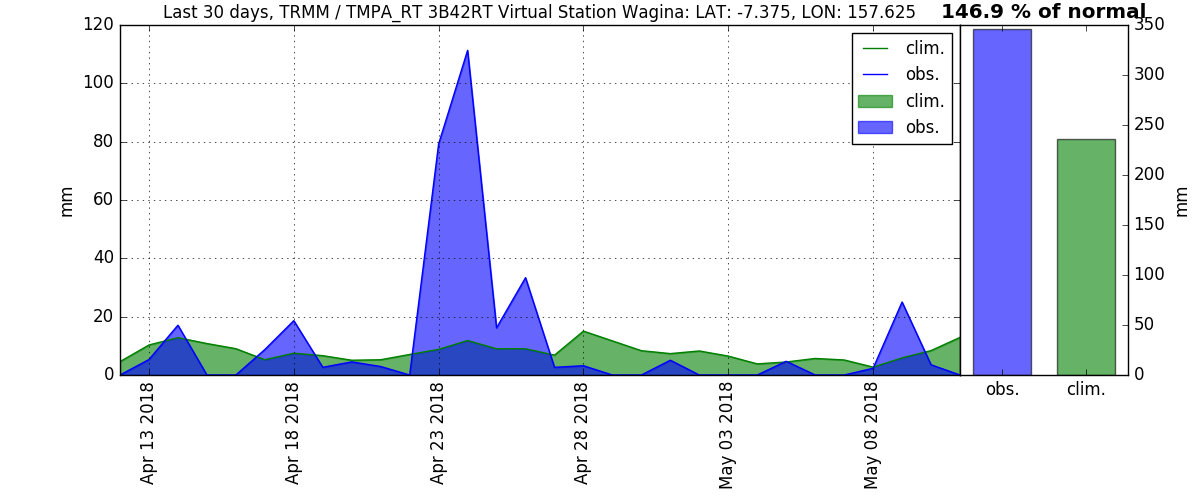 Last 30 days, TRMM / TMPA_RT 3B42RT Virtual Station Wagina: LAT: -7.375, LON: 157.625
146.9 % of normal
120
100
80
60
40
20
0
mm
clim.
obs.
clim.
obs.
350
300
250
200
150
100
50
0
mm
obs.
clim.
Apr 13 2018
Apr 18 2018
Apr 23 2018
Apr 28 2018
May 03 2018
May 08 2018